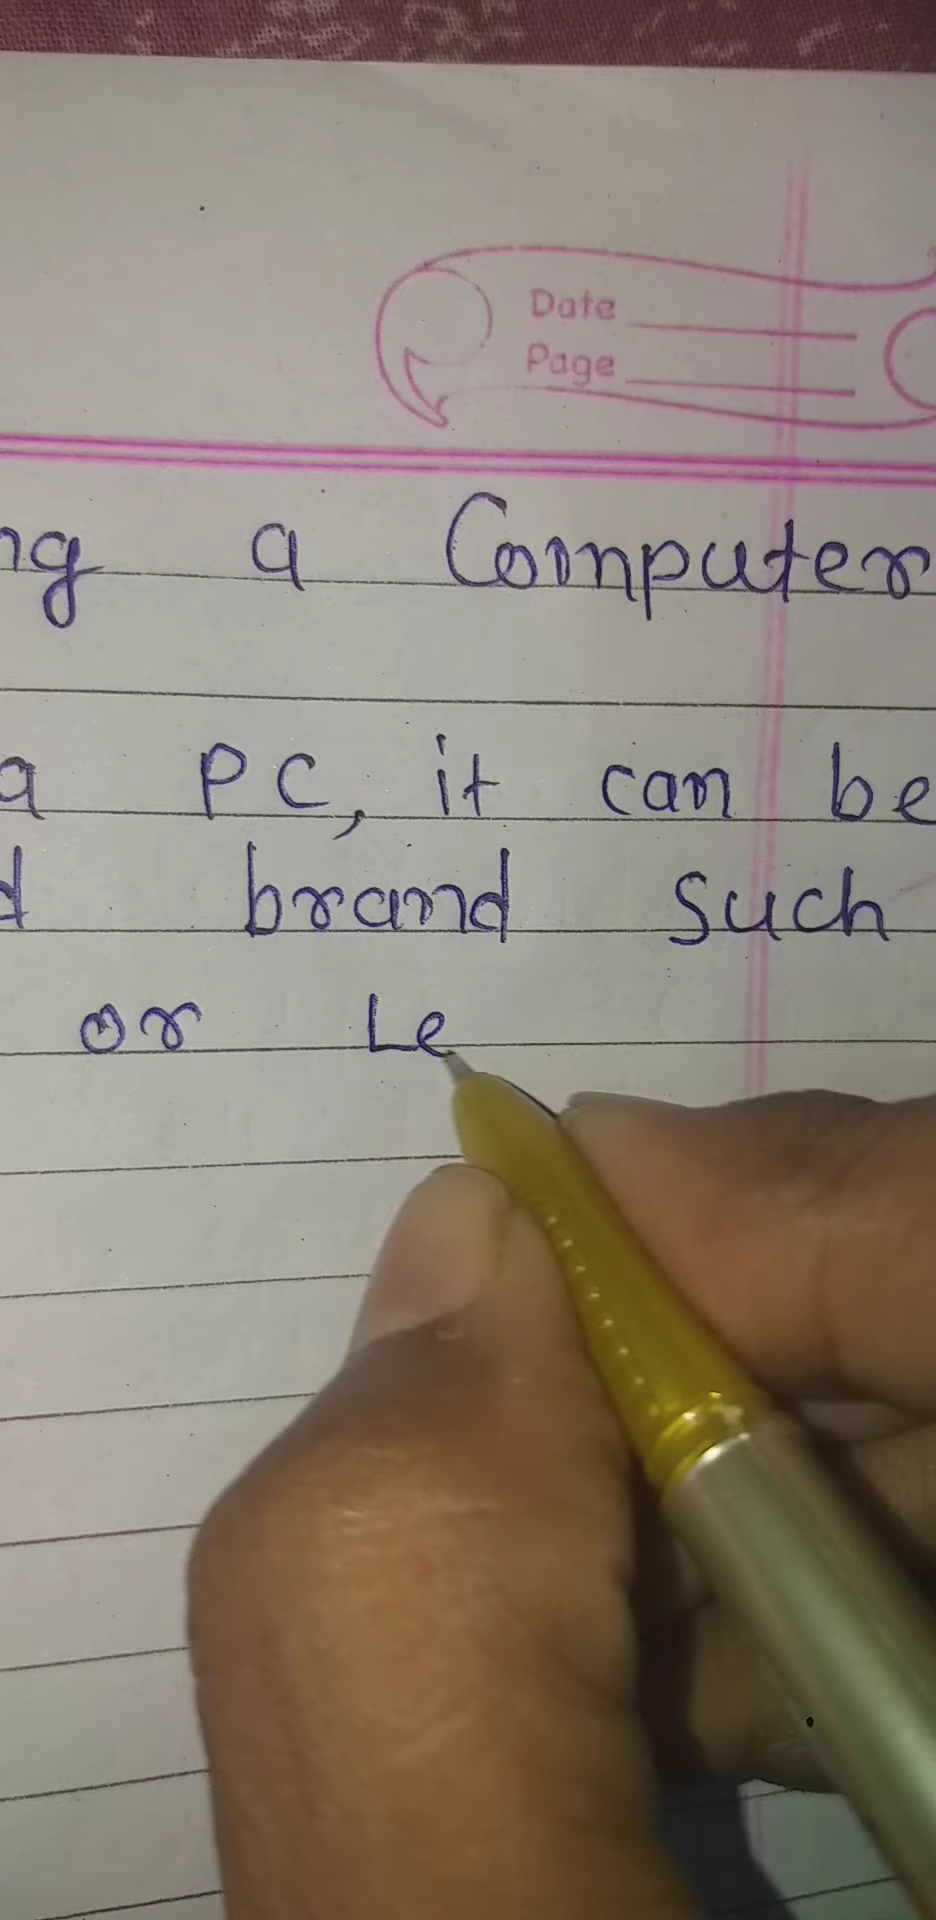 Date
Page
ng a Computer
a PC, it can be
d brand such
or Le